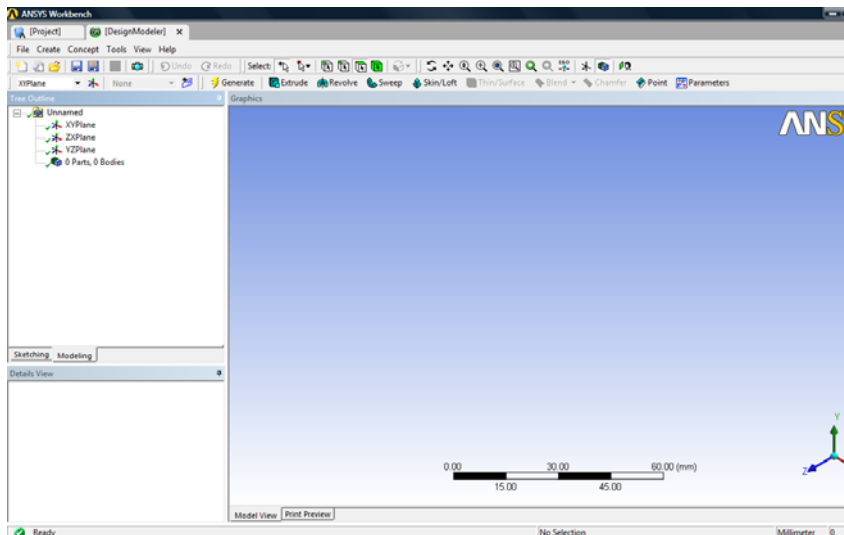 ANSYS Workbench
[Project] [DesignModeler]
File Create Concept Tools View Help
Undo Redo Select:
XYPlane None Generate Extrude Revolve Sweep Skin/Loft Thin/Surface Blend Chamfer Point Parameters
Tree Outline Graphics
Unnamed
XYPlane
ZXPlane
YZPlane
0 Parts, 0 Bodies
ANS
Sketching Modeling
Details View
Y
Z
0.00 30.00 60.00 (mm)
15.00 45.00
Model View Print Preview
Ready No Selection Millimeter 0